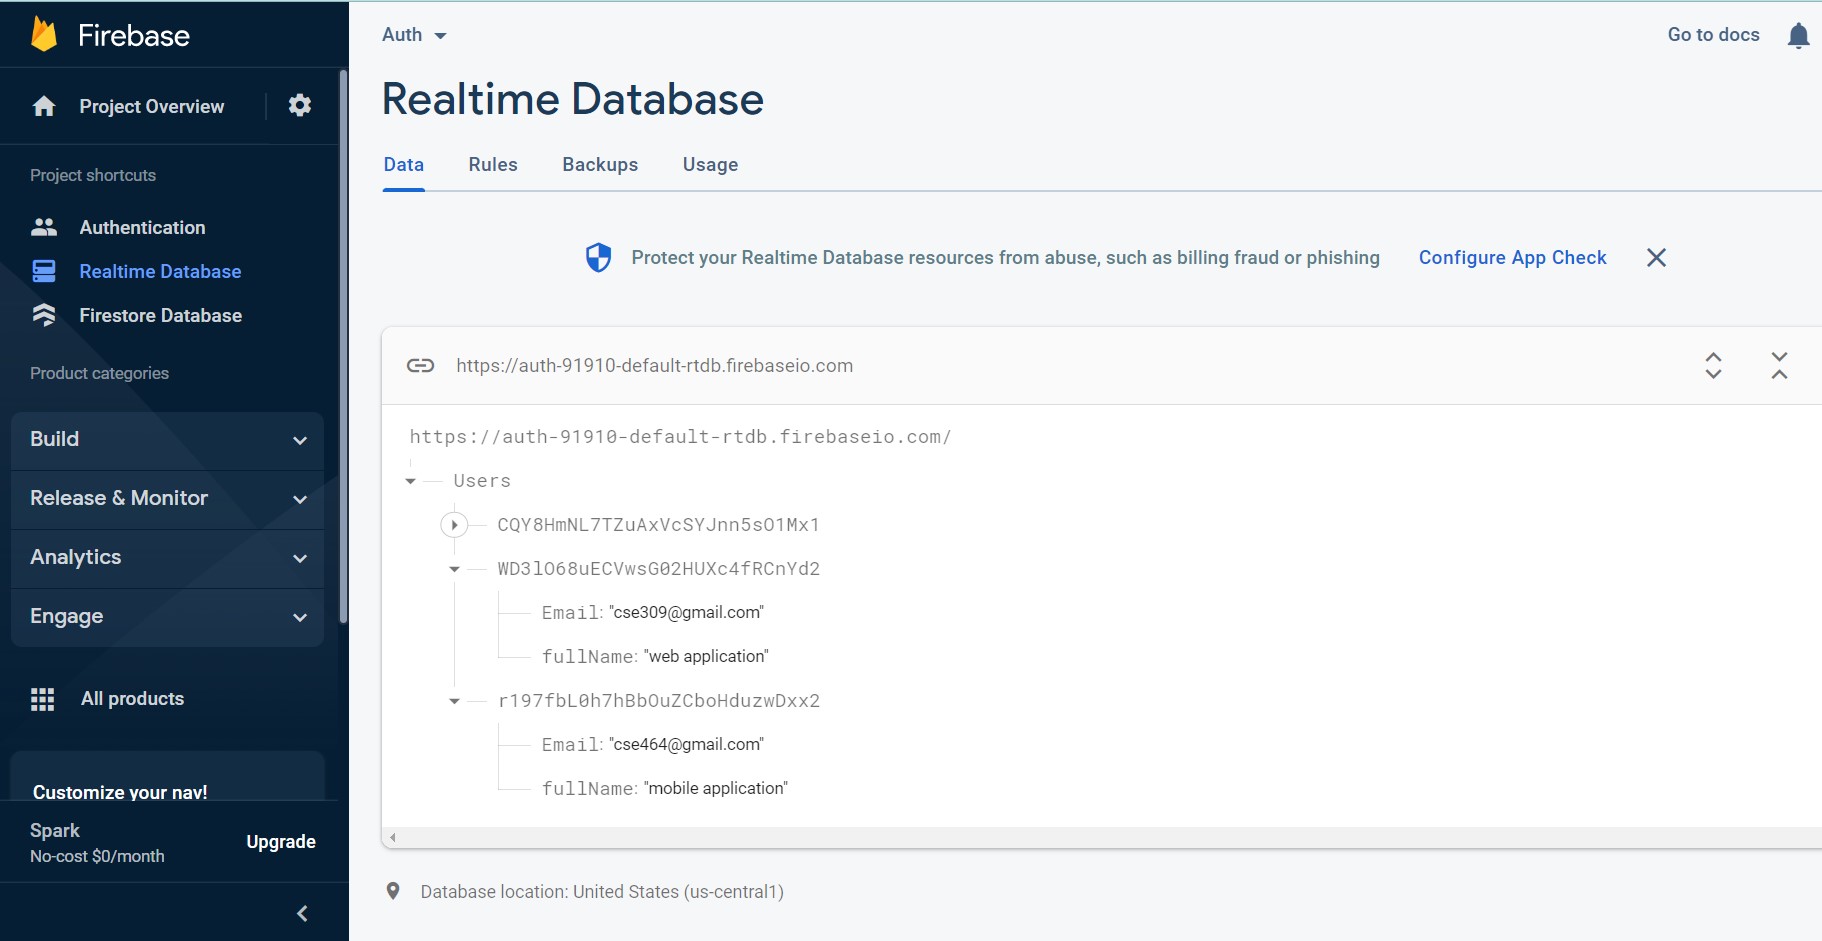 Firebase
Project Overview
Project shortcuts
Authentication
Realtime Database
Firestore Database
Product categories
Build
Release & Monitor
Analytics
Engage
All products
Customize your nav!
Spark
No-cost $0/month
Upgrade
Auth
Go to docs
Realtime Database
Data Rules Backups Usage
Protect your Realtime Database resources from abuse, such as billing fraud or phishing Configure App Check
https://auth-91910-default-rtdb.firebaseio.com
https://auth-91910-default-rtdb.firebaseio.com/
Users
CQY8HmNL7TZuAxVcSYJnn5sO1Mx1
WD3lO68uECVwsG02HUXc4fRCnYd2
Email: "cse309@gmail.com"
fullName: "web application"
r197fbL0h7hBbOuZCboHduzwDxx2
Email: "cse464@gmail.com"
fullName: "mobile application"
Database location: United States (us-central1)